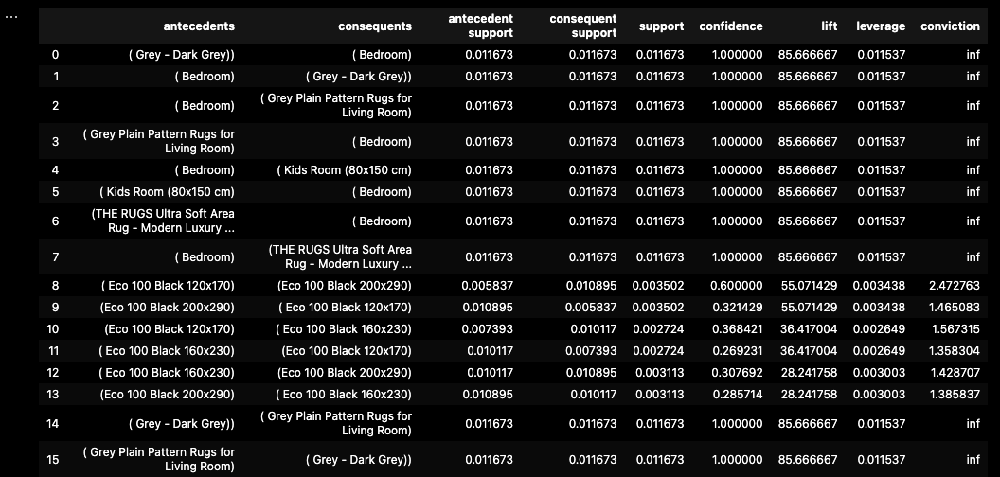 ...
antecedents consequents antecedent support consequent support support confidence lift leverage conviction
0 ( Grey - Dark Grey)) ( Bedroom) 0.011673 0.011673 0.011673 1.000000 85.666667 0.011537 inf
1 ( Bedroom) ( Grey - Dark Grey)) 0.011673 0.011673 0.011673 1.000000 85.666667 0.011537 inf
2 ( Bedroom) ( Grey Plain Pattern Rugs for Living Room) 0.011673 0.011673 0.011673 1.000000 85.666667 0.011537 inf
3 ( Grey Plain Pattern Rugs for Living Room) ( Bedroom) 0.011673 0.011673 0.011673 1.000000 85.666667 0.011537 inf
4 ( Bedroom) ( Kids Room (80x150 cm) 0.011673 0.011673 0.011673 1.000000 85.666667 0.011537 inf
5 ( Kids Room (80x150 cm) ( Bedroom) 0.011673 0.011673 0.011673 1.000000 85.666667 0.011537 inf
6 (THE RUGS Ultra Soft Area Rug - Modern Luxury ... ( Bedroom) 0.011673 0.011673 0.011673 1.000000 85.666667 0.011537 inf
7 ( Bedroom) (THE RUGS Ultra Soft Area Rug - Modern Luxury ... 0.011673 0.011673 0.011673 1.000000 85.666667 0.011537 inf
8 ( Eco 100 Black 120x170) (Eco 100 Black 200x290) 0.005837 0.010895 0.003502 0.600000 55.071429 0.003438 2.472763
9 (Eco 100 Black 200x290) ( Eco 100 Black 120x170) 0.010895 0.005837 0.003502 0.321429 55.071429 0.003438 1.465083
10 (Eco 100 Black 120x170) ( Eco 100 Black 160x230) 0.007393 0.010117 0.002724 0.368421 36.417004 0.002649 1.567315
11 ( Eco 100 Black 160x230) (Eco 100 Black 120x170) 0.010117 0.007393 0.002724 0.269231 36.417004 0.002649 1.358304
12 ( Eco 100 Black 160x230) (Eco 100 Black 200x290) 0.010117 0.010895 0.003113 0.307692 28.241758 0.003003 1.428707
13 (Eco 100 Black 200x290) ( Eco 100 Black 160x230) 0.010895 0.010117 0.003113 0.285714 28.241758 0.003003 1.385837
14 ( Grey - Dark Grey)) ( Grey Plain Pattern Rugs for Living Room) 0.011673 0.011673 0.011673 1.000000 85.666667 0.011537 inf
15 ( Grey Plain Pattern Rugs for Living Room) ( Grey - Dark Grey)) 0.011673 0.011673 0.011673 1.000000 85.666667 0.011537 inf